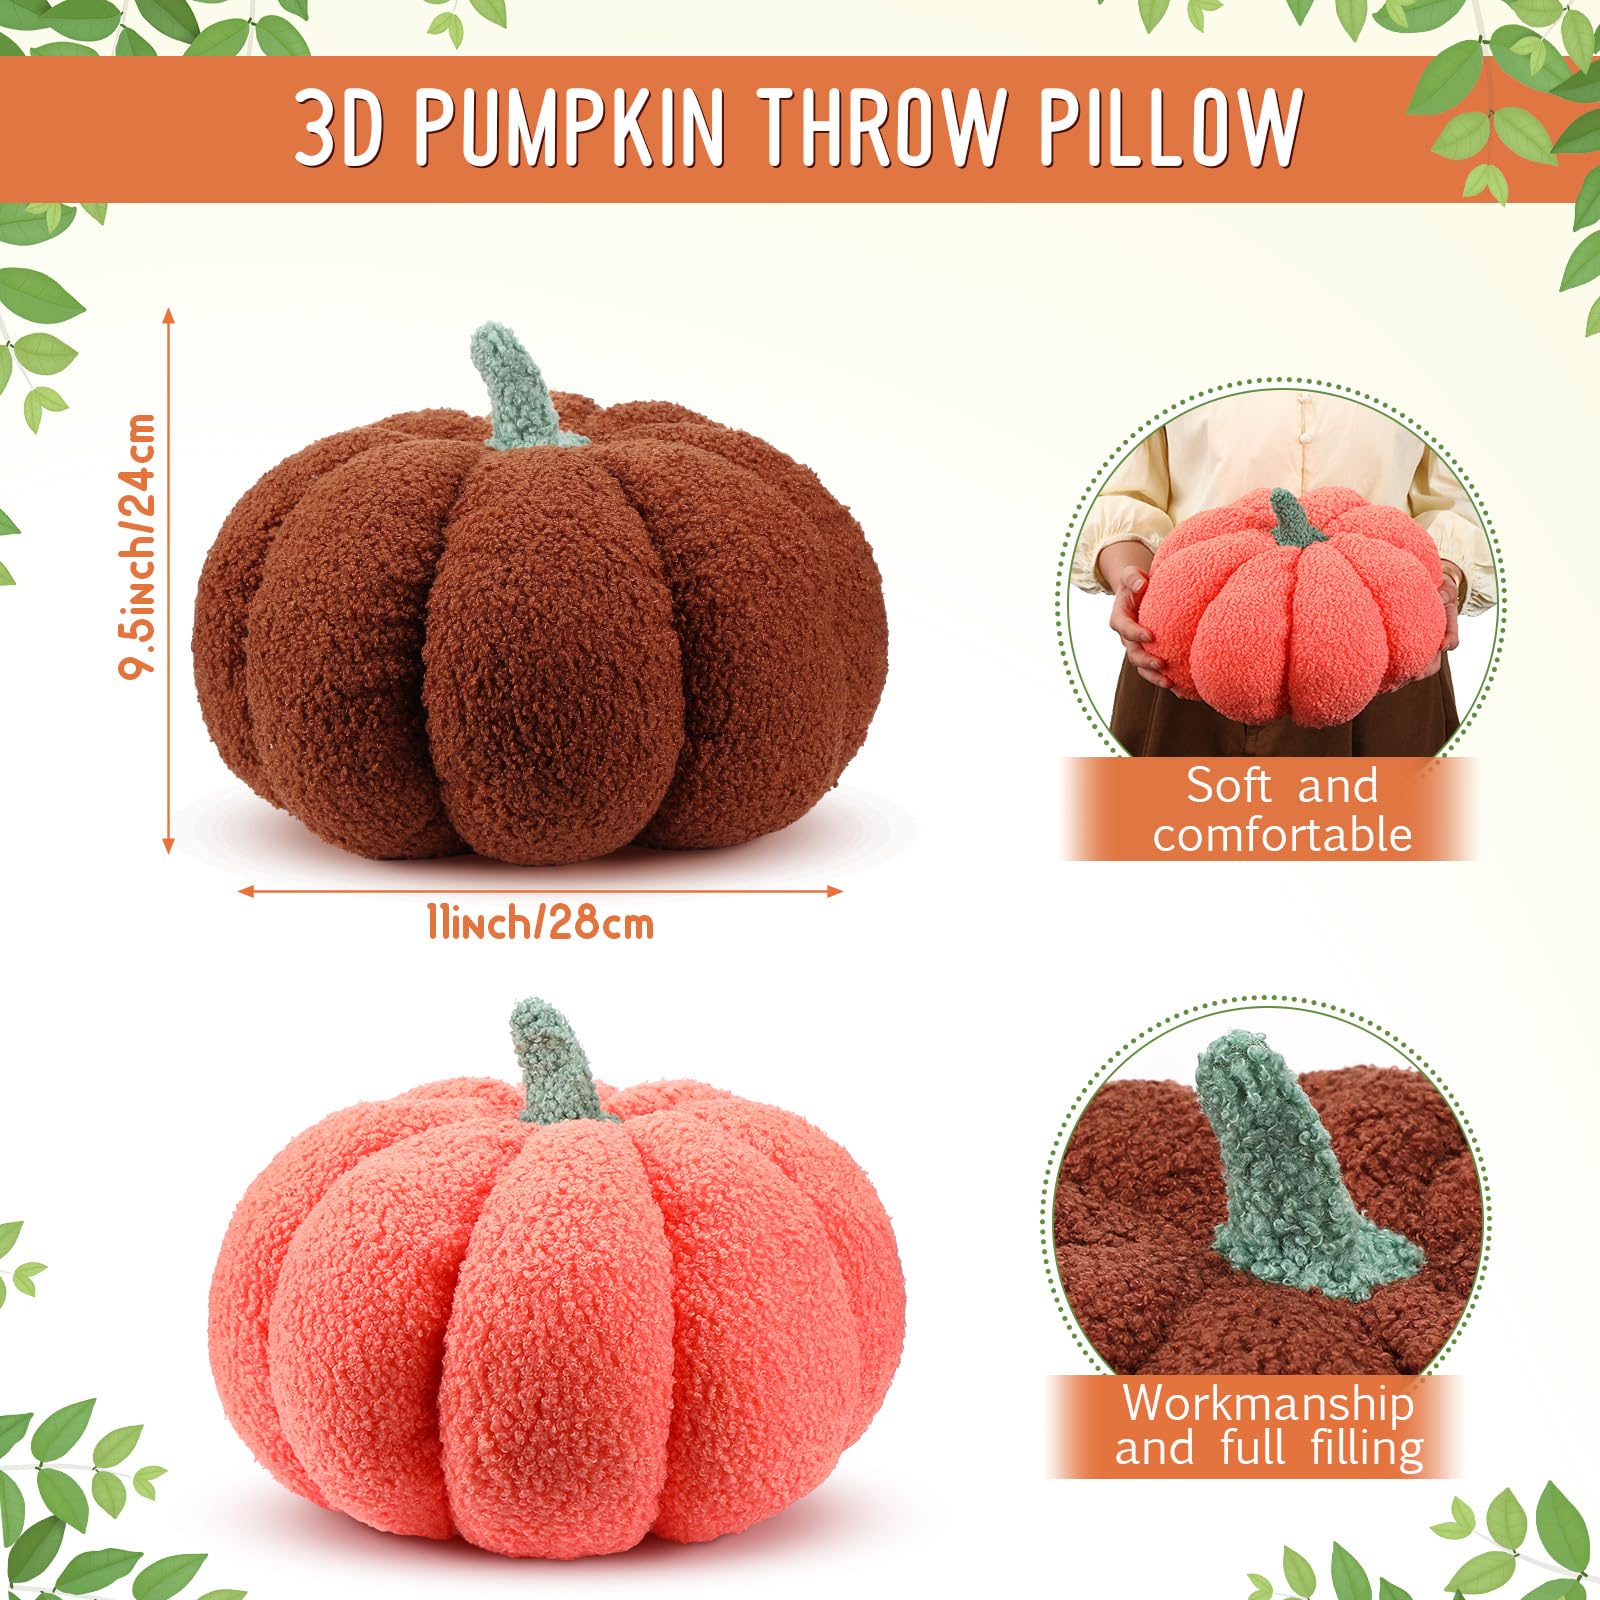 3D PUMPKIN THROW PILLOW
9.5inch/24cm
11inch/28cm
Soft and
comfortable
Workmanship
and full filling